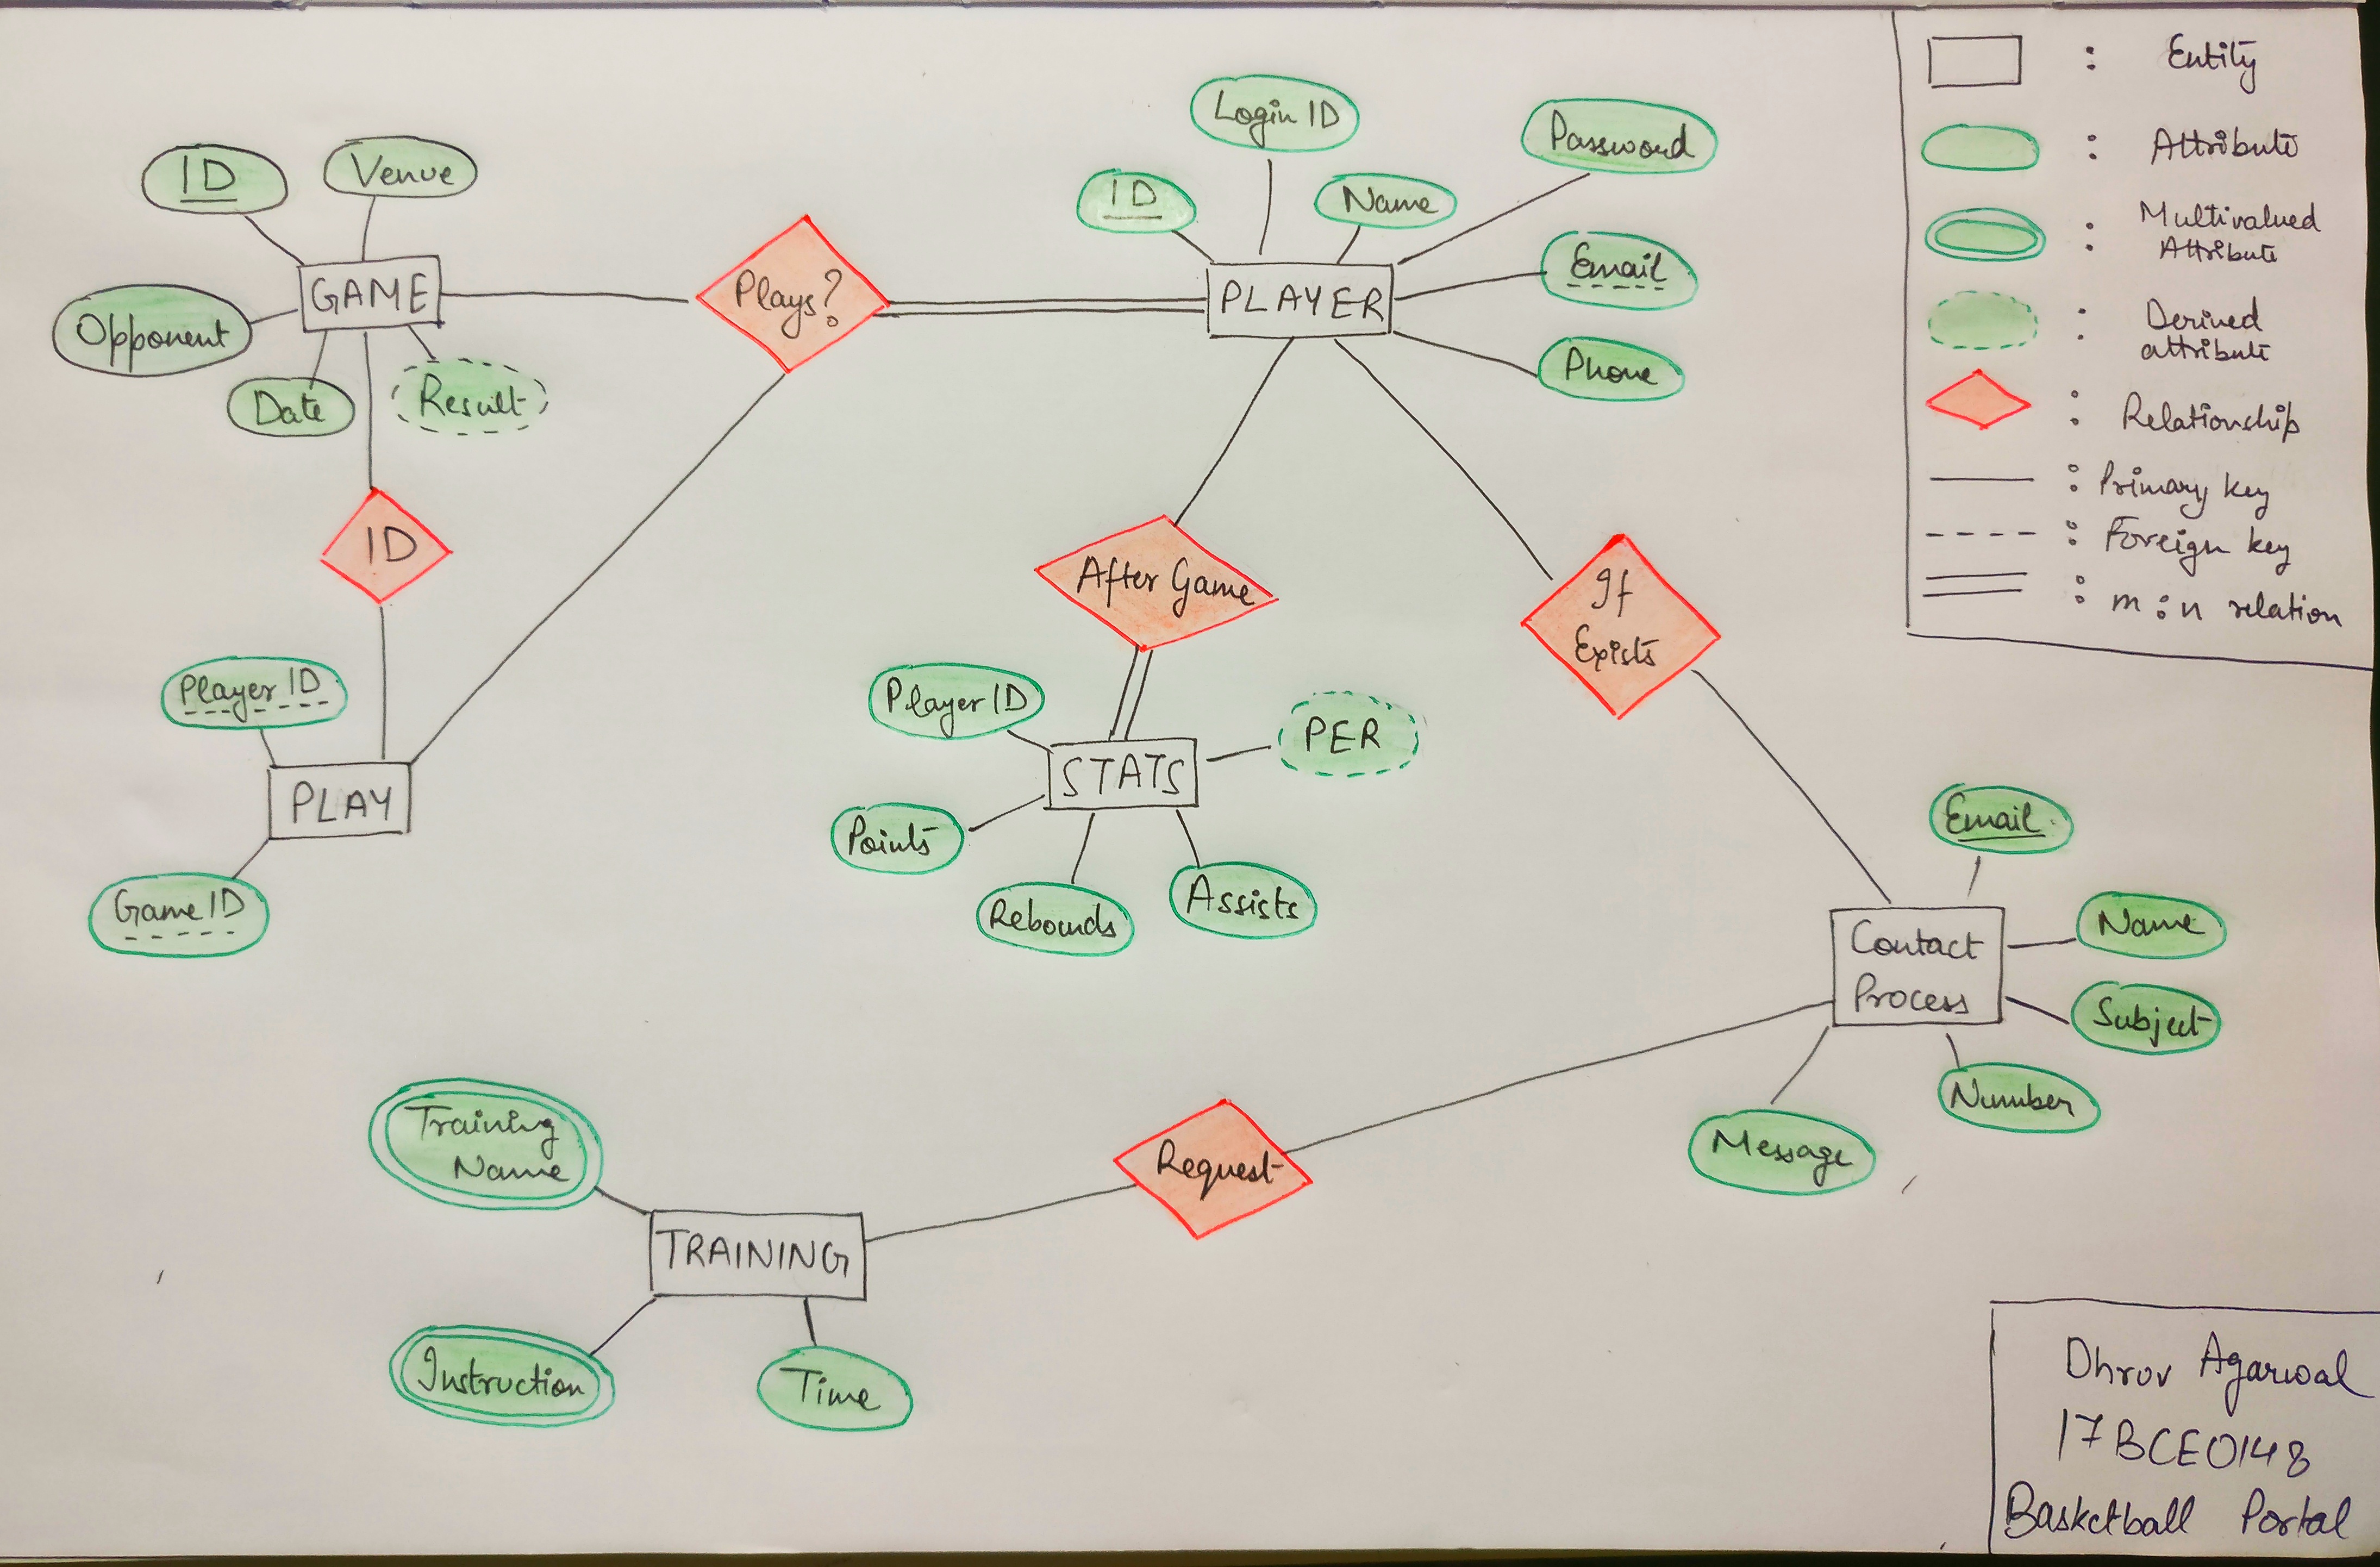 ID
Venue
GAME
Opponent
Date
Result
Plays?
Login ID
Password
ID
Name
Email
PLAYER
Phone
ID
Player ID
PLAY
Game ID
After Game
If
Exists
Player ID
PER
STATS
Points
Rebounds
Assists
Email
Name
Contact
Process
Subject
Number
Message
Request
Training
Name
TRAINING
Instruction
Time
: Entity
: Attribute
: Multivalued
Attribute
: Derived
attribute
: Relationship
: Primary key
: Foreign key
: m : n relation
Dhruv Agarwal
17BCE0148
Basketball Portal